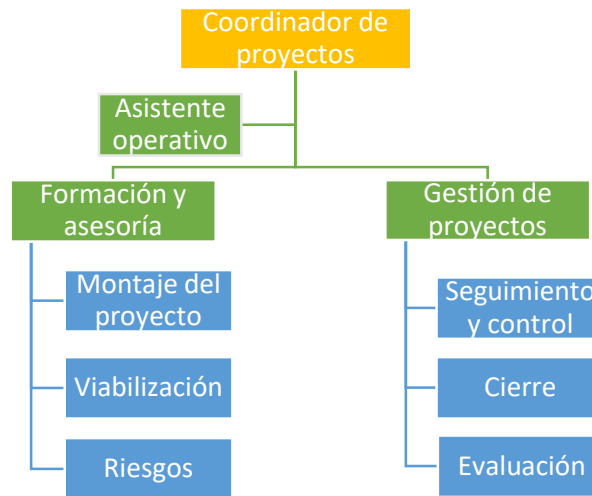 Coordinador de
proyectos
Asistente
operativo
Formación y
asesoría
Gestión de
proyectos
Montaje del
proyecto
Seguimiento
y control
Viabilización
Cierre
Riesgos
Evaluación